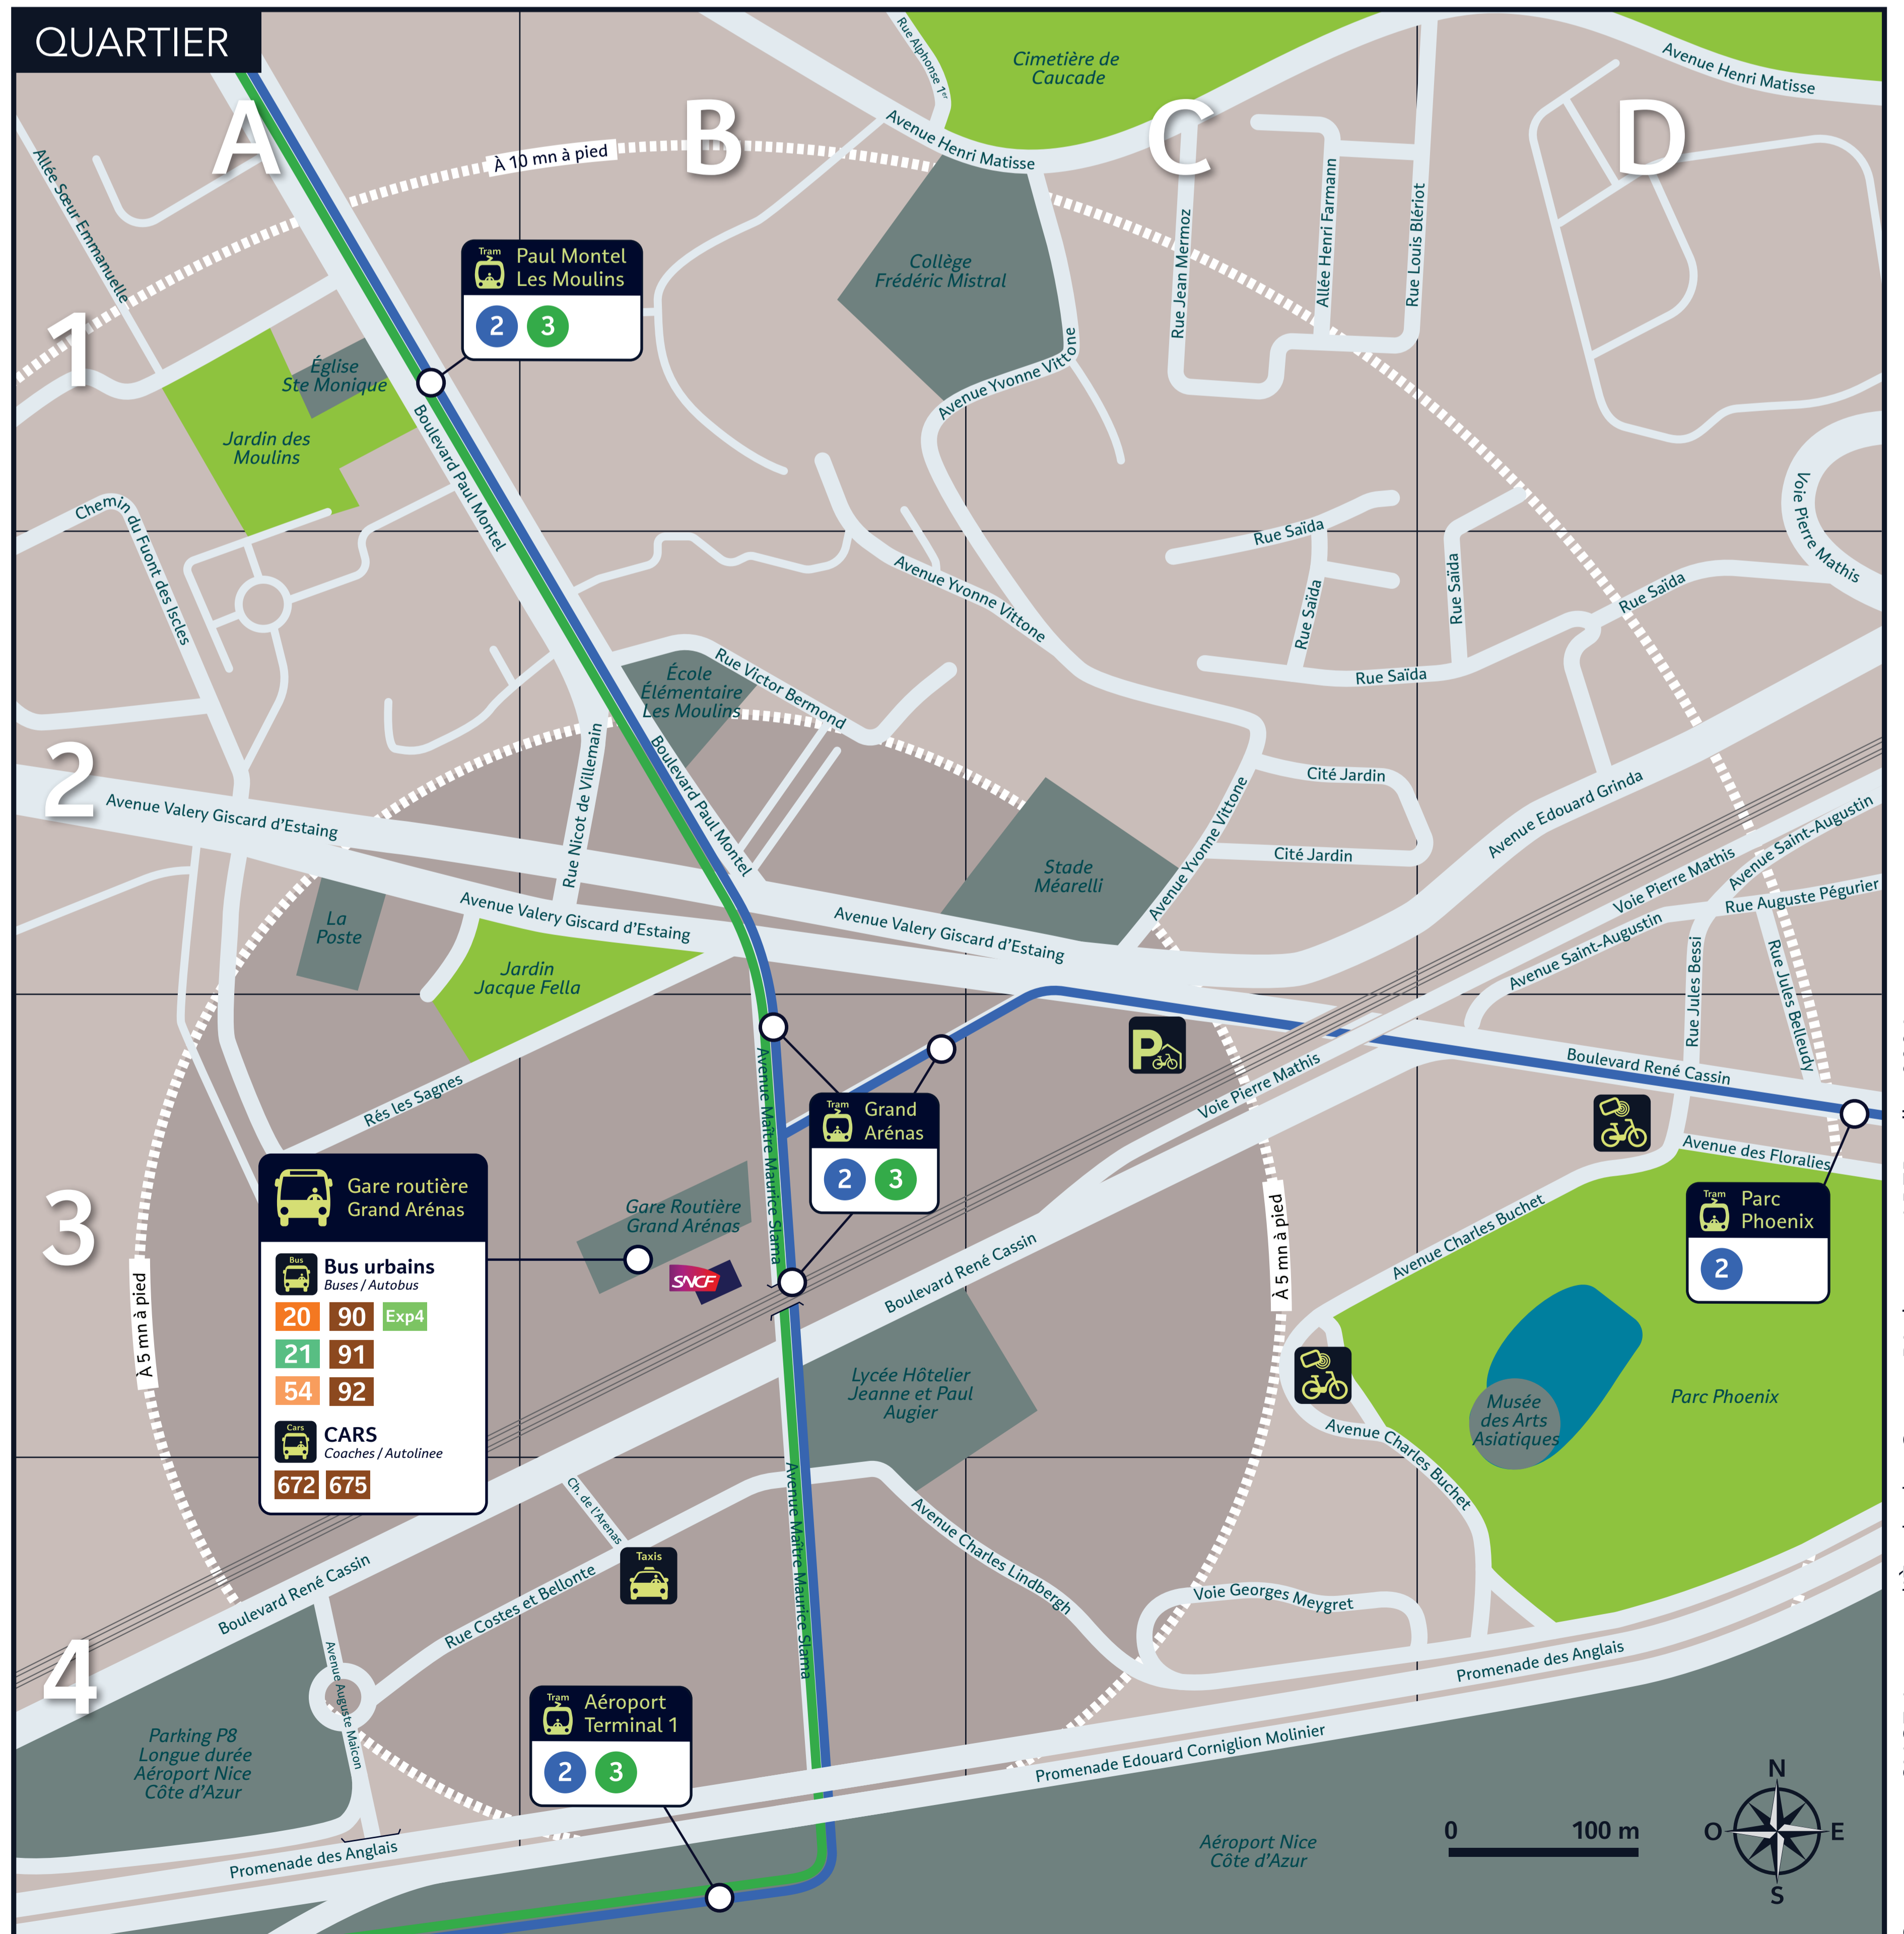 QUARTIER
A
B
C
D
1
2
3
4
Rue Alphonse 1er
Cimetière de
Caucade
Avenue Henri Matisse
Avenue Henri Matisse
À 10 mn à pied
Allée Sœur Emmanuelle
Tram
Paul Montel
Les Moulins
2
3
Collège
Frédéric Mistral
Rue Jean Mermoz
Allée Henri Farmann
Rue Louis Blériot
Église
Ste Monique
Jardin des
Moulins
Boulevard Paul Montel
Avenue Yvonne Vittone
Chemin du Fuont des Iscles
Voie Pierre Mathis
Rue Saïda
Rue Saïda
Rue Saïda
Rue Saïda
Rue Saïda
Avenue Yvonne Vittone
École
Élémentaire
Les Moulins
Rue Victor Bermond
Boulevard Paul Montel
Rue Nicot de Villemain
Avenue Valery Giscard d'Estaing
Avenue Valery Giscard d'Estaing
Avenue Valery Giscard d'Estaing
Stade
Méarelli
Avenue Yvonne Vittone
Cité Jardin
Cité Jardin
Avenue Edouard Grinda
Voie Pierre Mathis
Avenue Saint-Augustin
Avenue Saint-Augustin
Rue Auguste Pégurier
Rue Jules Bessi
Rue Jules Belleudy
La
Poste
Jardin
Jacque Fella
Rés les Sagnes
Avenue Maître Maurice Slama
P
Voie Pierre Mathis
Boulevard René Cassin
Avenue des Floralies
Tram
Grand
Arénas
2
3
Tram
Parc
Phoenix
2
Gare routière
Grand Arénas
Bus
Bus urbains
Buses / Autobus
20
90
Exp4
21
91
54
92
Cars
CARS
Coaches / Autolinee
672
675
Gare Routière
Grand Arénas
SNCF
À 5 mn à pied
À 5 mn à pied
Boulevard René Cassin
Avenue Charles Buchet
Lycée Hôtelier
Jeanne et Paul
Augier
Musée
des Arts
Asiatiques
Parc Phoenix
Avenue Charles Buchet
Ch. de l'Arenas
Taxis
Avenue Maître Maurice Slama
Avenue Charles Lindbergh
Voie Georges Meygret
Boulevard René Cassin
Rue Costes et Bellonte
Avenue Auguste Maicon
Parking P8
Longue durée
Aéroport Nice
Côte d'Azur
Tram
Aéroport
Terminal 1
2
3
Promenade des Anglais
Promenade des Anglais
Promenade Edouard Corniglion Molinier
Aéroport Nice
Côte d'Azur
0
100 m
N
O
E
S